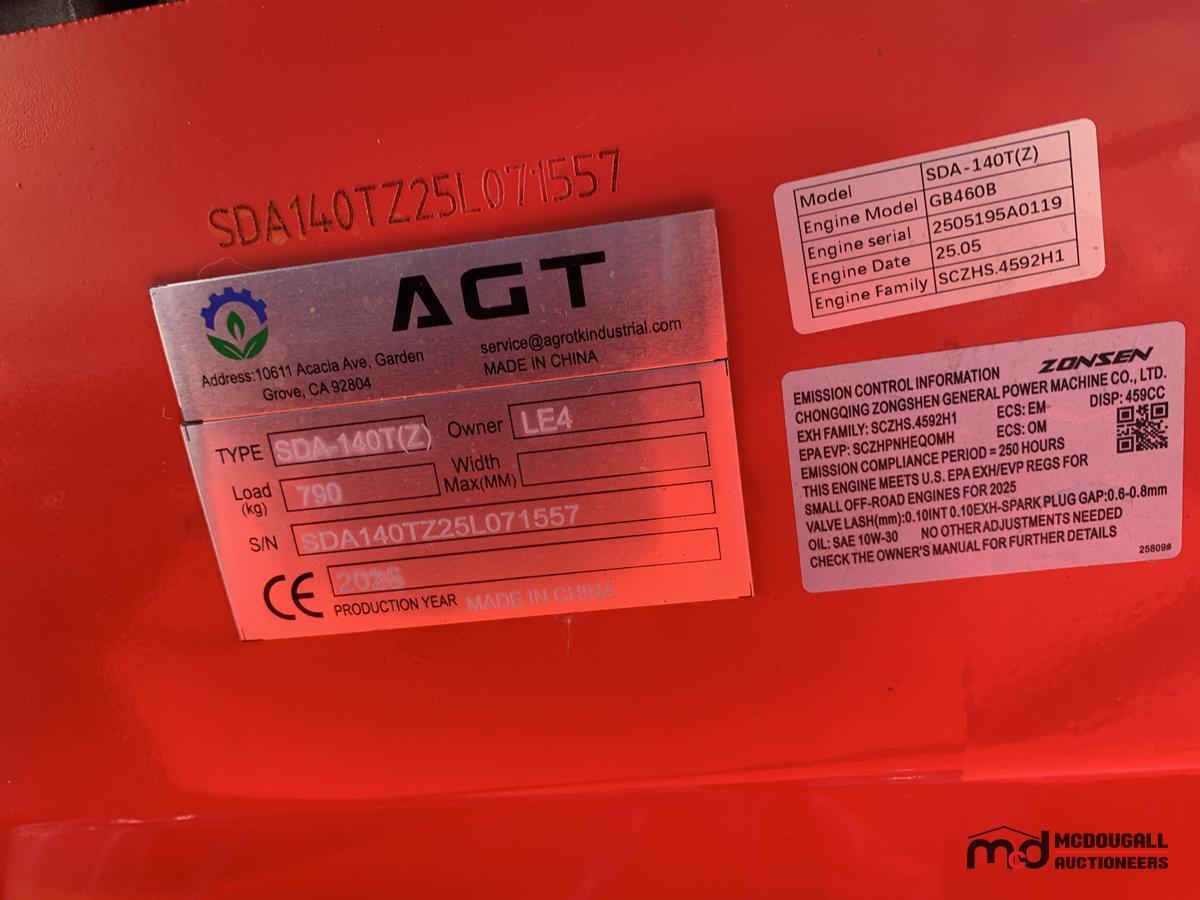 SDA140TZ25L071557
AGT
Address:10611 Acacia Ave, Garden
Grove, CA 92804
service@agrotkindustrial.com
MADE IN CHINA
TYPE SDA-140T(Z) Owner LE4
Load (kg) 790 Width Max(MM)
S/N SDA140TZ25L071557
CE 2025
PRODUCTION YEAR MADE IN CHINA
Model SDA-140T(Z)
Engine Model GB460B
Engine serial 2505195A0119
Engine Date 25.05
Engine Family SCZHS.4592H1
EMISSION CONTROL INFORMATION ZONSEN
CHONGQING ZONGSHEN GENERAL POWER MACHINE CO., LTD.
EXH FAMILY: SCZHS.4592H1 ECS: EM DISP: 459CC
EPA EVP: SCZHPNHEQOMH ECS: OM
EMISSION COMPLIANCE PERIOD = 250 HOURS
THIS ENGINE MEETS U.S. EPA EXH/EVP REGS FOR
SMALL OFF-ROAD ENGINES FOR 2025
VALVE LASH(mm):0.10INT 0.10EXH-SPARK PLUG GAP:0.6-0.8mm
OIL: SAE 10W-30 NO OTHER ADJUSTMENTS NEEDED
CHECK THE OWNER'S MANUAL FOR FURTHER DETAILS
25809#
mcd MCDOUGALL
AUCTIONEERS